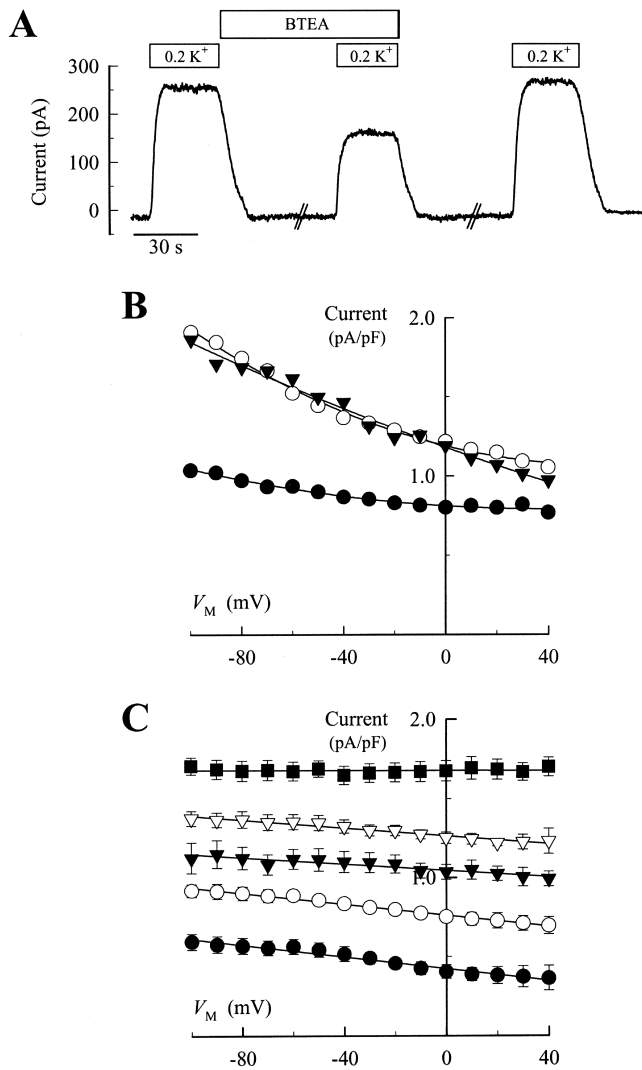 A
BTEA
0.2 K⁺ 0.2 K⁺ 0.2 K⁺
300
200
100
0
Current (pA)
30 s
B
Current
(pA/pF)
2.0
1.0
V_M (mV)
-80 -40 0 40
C
Current
(pA/pF)
2.0
1.0
V_M (mV)
-80 -40 0 40